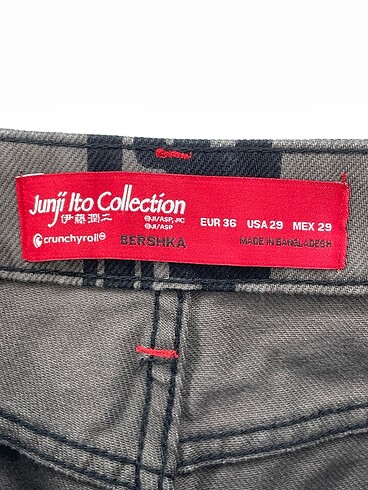 Junji Ito Collection
伊藤潤二
©JI/ASP, JIC
©JI/ASP
EUR 36 USA 29 MEX 29
crunchyroll
BERSHKA
MADE IN BANGLADESH